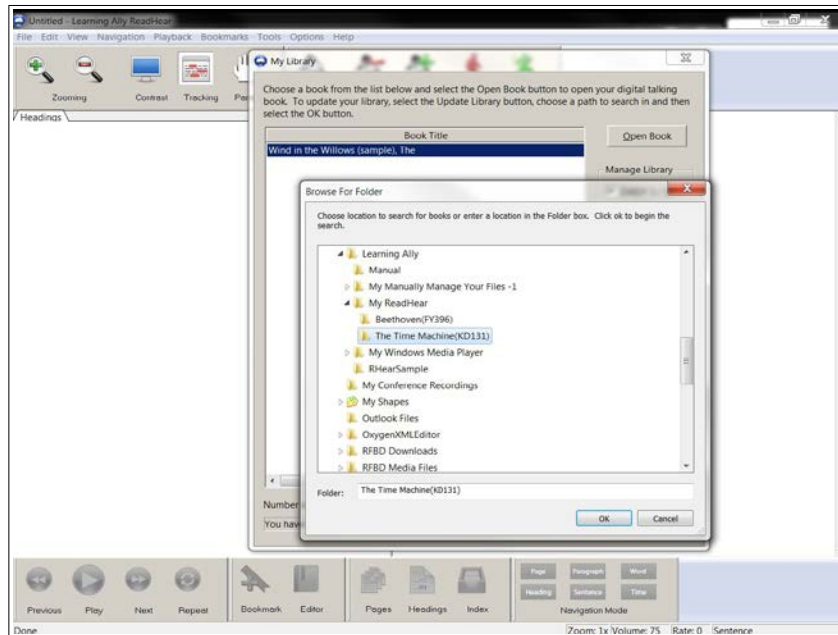 Untitled - Learning Ally ReadHear
File Edit View Navigation Playback Bookmarks Tools Options Help
Zooming Contrast Tracking
Headings
My Library
Choose a book from the list below and select the Open Book button to open your digital talking
book. To update your library, select the Update Library button, choose a path to search in and then
select the OK button.
Book Title
Wind in the Willows (sample), The
Open Book
Manage Library
Browse For Folder
Choose location to search for books or enter a location in the Folder box. Click ok to begin the
search.
Learning Ally
Manual
My Manually Manage Your Files -1
My ReadHear
Beethoven(FY396)
The Time Machine(KD131)
My Windows Media Player
RHearSample
My Conference Recordings
My Shapes
Outlook Files
OxygenXMLEditor
RFBD Downloads
RFBD Media Files
Folder: The Time Machine(KD131)
OK Cancel
Number
You have
Page Paragraph Word
Heading Sentence Time
Previous Play Next Repeat Bookmark Editor Pages Headings Index Navigation Mode
Done Zoom: 1x Volume: 75 Rate: 0 Sentence